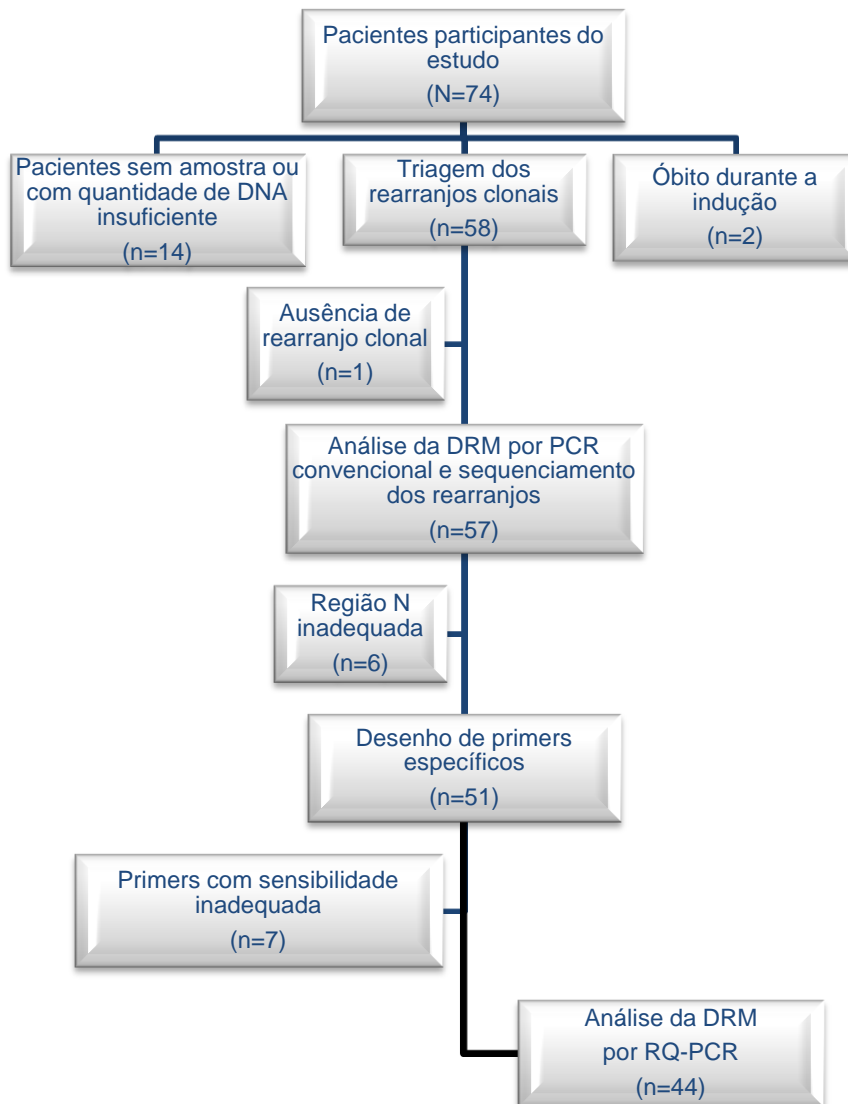 Pacientes participantes do
estudo
(N=74)
Pacientes sem amostra ou
com quantidade de DNA
insuficiente
(n=14)
Triagem dos
rearranjos clonais
(n=58)
Óbito durante a
indução
(n=2)
Ausência de
rearranjo clonal
(n=1)
Análise da DRM por PCR
convencional e sequenciamento
dos rearranjos
(n=57)
Região N
inadequada
(n=6)
Desenho de primers
específicos
(n=51)
Primers com sensibilidade
inadequada
(n=7)
Análise da DRM
por RQ-PCR
(n=44)